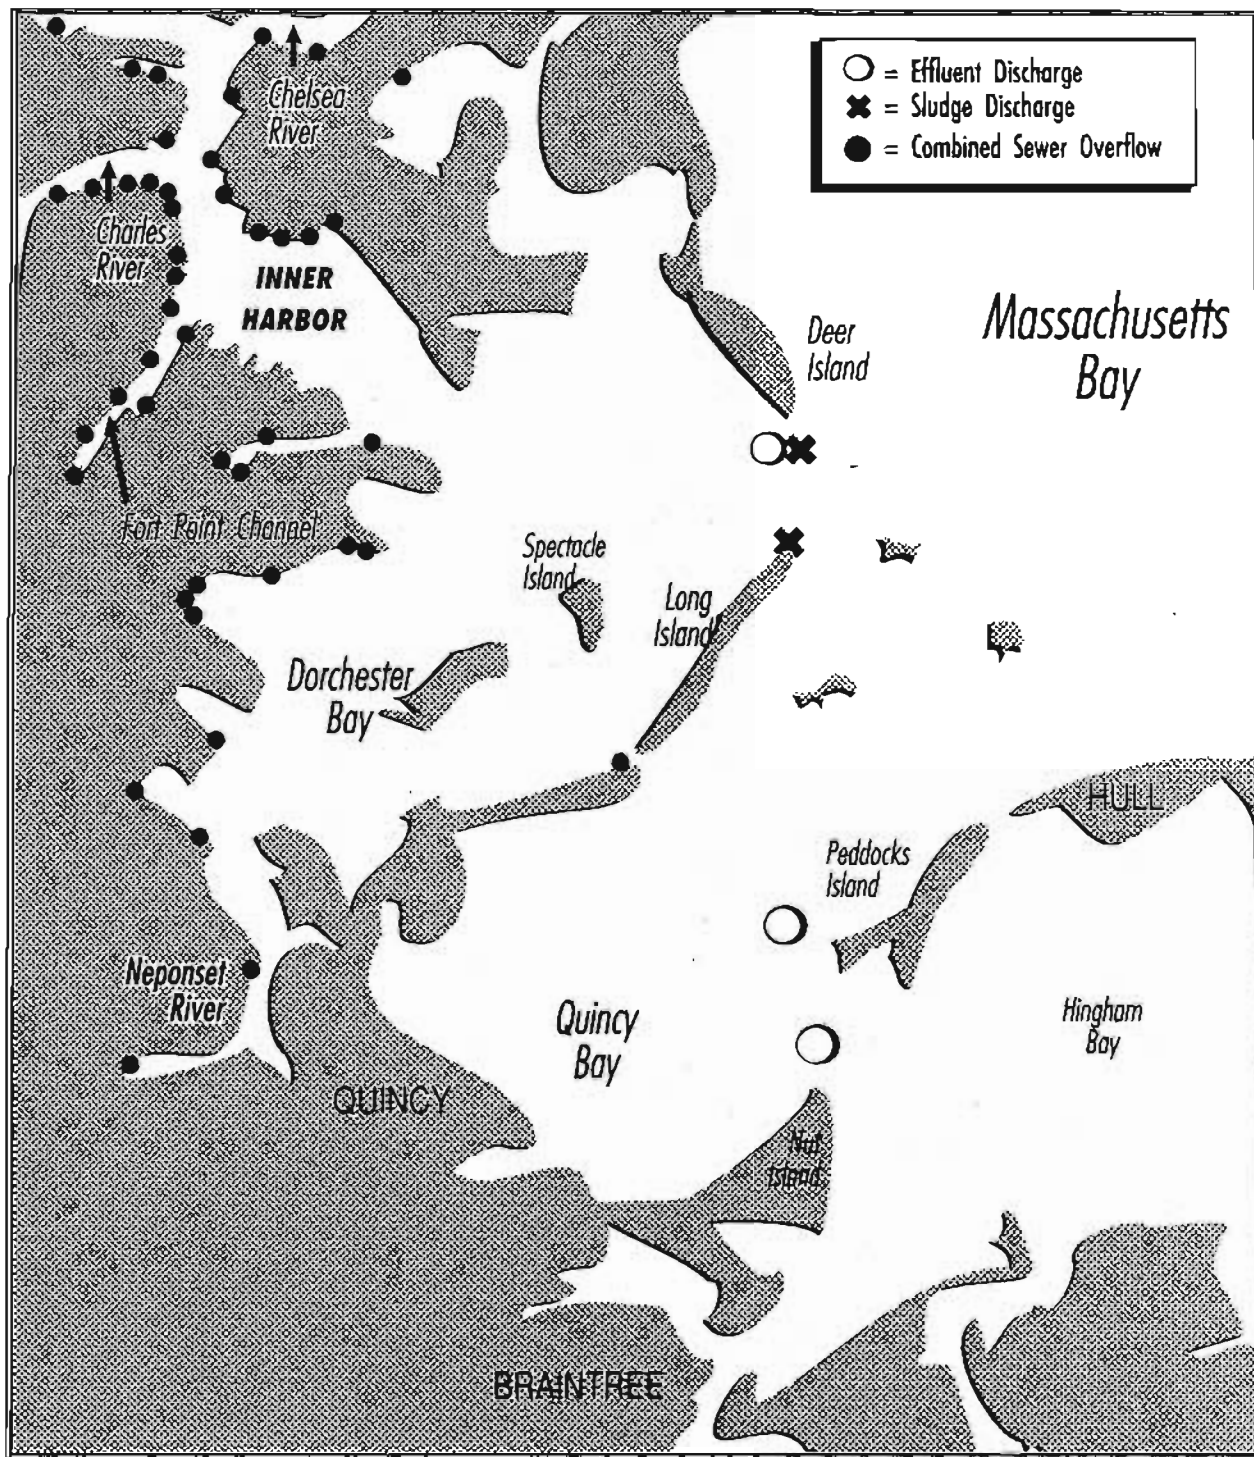 = Effluent Discharge
= Sludge Discharge
= Combined Sewer Overflow
Chelsea
River
Charles
River
INNER
HARBOR
Massachusetts
Bay
Deer
Island
Fort Point Channel
Spectacle
Island
Long
Island
Dorchester
Bay
HULL
Peddocks
Island
Neponset
River
Quincy
Bay
Hingham
Bay
QUINCY
Nut
Island
BRAINTREE